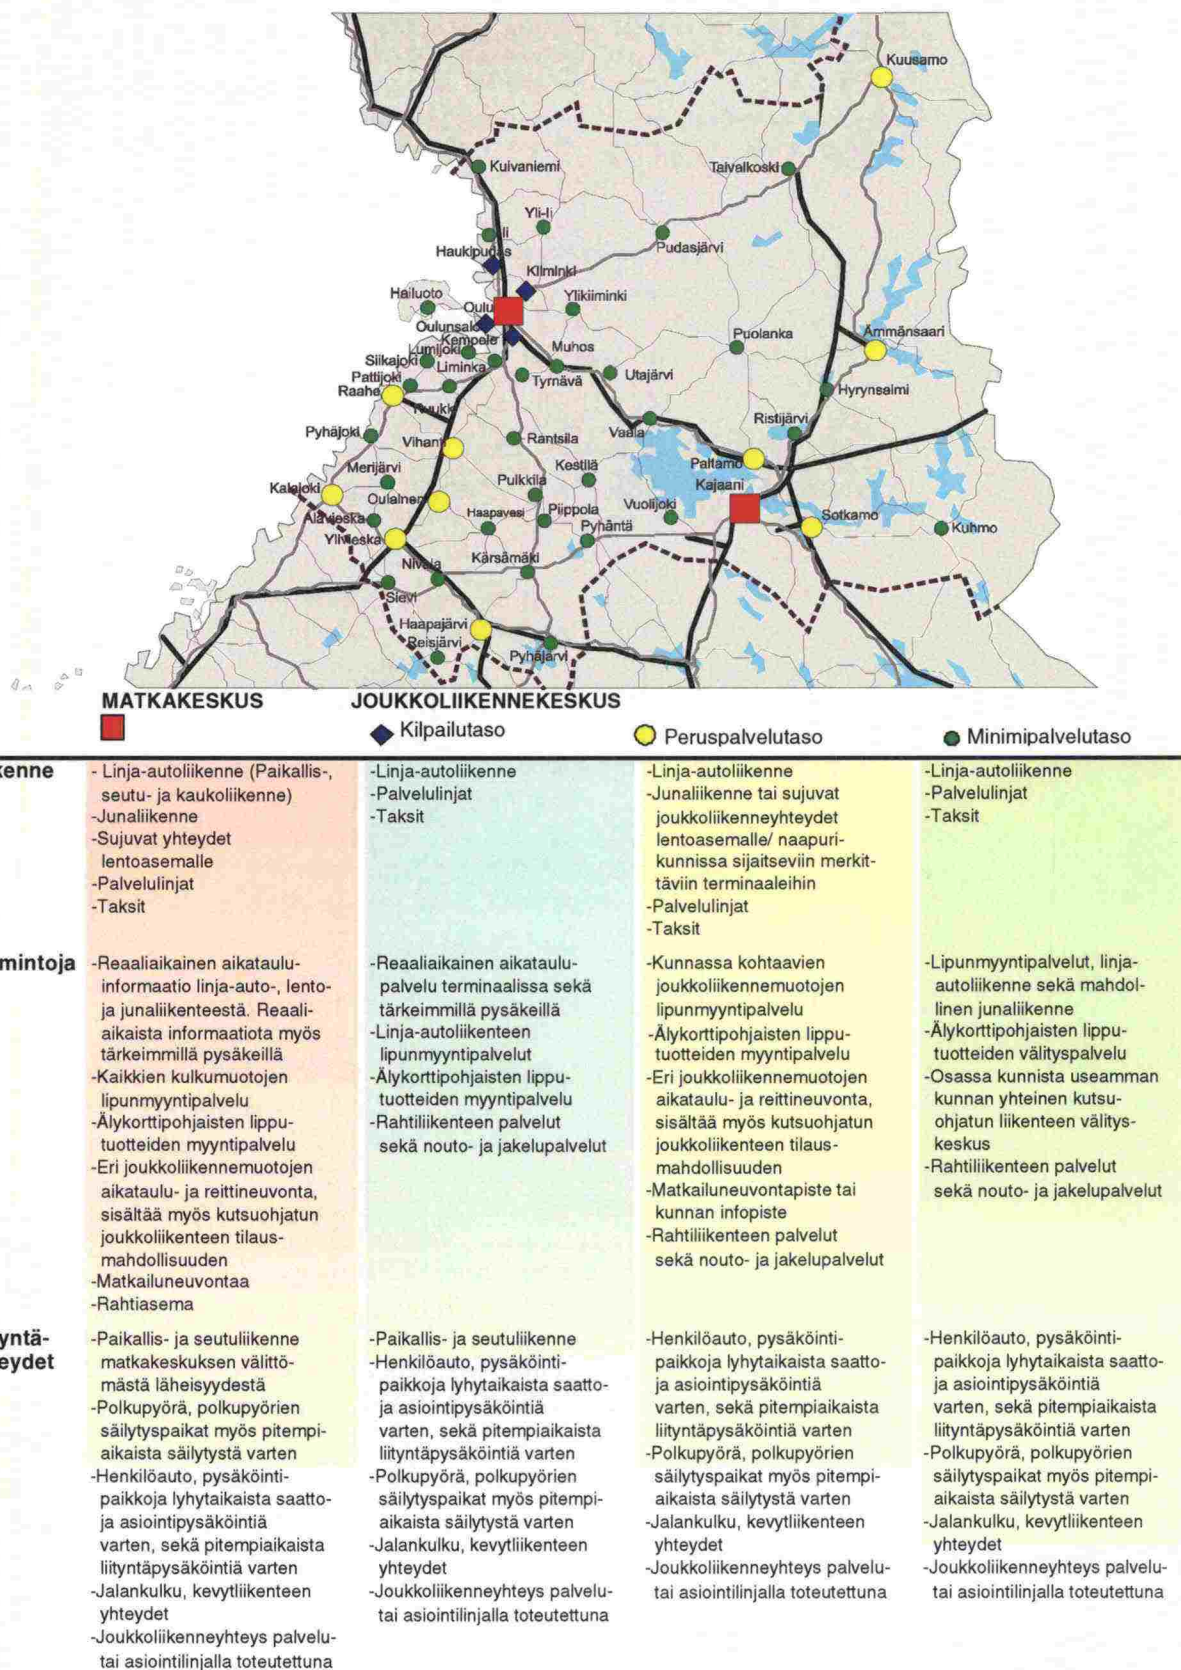 Kuusamo
Kuivaniemi
Taivalkoski
Yli-Ii
Ii
Pudasjärvi
Haukipudas
Kiiminki
Hailuoto
Oulu
Ylikiiminki
Oulunsalo
Kempele
Puolanka
Ämmänsaari
Lumijoki
Muhos
Siikajoki
Liminka
Pattijoki
Tyrnävä
Utajärvi
Raahe
Hyrynsalmi
Ruukki
Pyhäjoki
Vihanti
Rantsila
Vaala
Ristijärvi
Merijärvi
Kestilä
Paltamo
Kalajoki
Oulainen
Pulkkila
Kajaani
Alavieska
Haapavesi
Piippola
Vuolijoki
Sotkamo
Kuhmo
Ylivieska
Pyhäntä
Nivala
Kärsämäki
Sievi
Haapajärvi
Reisjärvi
Pyhäjärvi
MATKAKESKUS
JOUKKOLIIKENNEKESKUS
Kilpailutaso
Peruspalvelutaso
Minimipalvelutaso
kenne
- Linja-autoliikenne (Paikallis-,
seutu- ja kaukoliikenne)
-Junaliikenne
-Sujuvat yhteydet
lentoasemalle
-Palvelulinjat
-Taksit
-Linja-autoliikenne
-Palvelulinjat
-Taksit
-Linja-autoliikenne
-Junaliikenne tai sujuvat
joukkoliikenneyhteydet
lentoasemalle/ naapuri-
kunnissa sijaitseviin merkit-
täviin terminaaleihin
-Palvelulinjat
-Taksit
-Linja-autoliikenne
-Palvelulinjat
-Taksit
mintoja
-Reaaliaikainen aikataulu-
informaatio linja-auto-, lento-
ja junaliikenteestä. Reaali-
aikaista informaatiota myös
tärkeimmillä pysäkeillä
-Kaikkien kulkumuotojen
lipunmyyntipalvelu
-Älykorttipohjaisten lippu-
tuotteiden myyntipalvelu
-Eri joukkoliikennemuotojen
aikataulu- ja reittineuvonta,
sisältää myös kutsuohjatun
joukkoliikenteen tilaus-
mahdollisuuden
-Matkailuneuvontaa
-Rahtiasema
-Reaaliaikainen aikataulu-
palvelu terminaalissa sekä
tärkeimmillä pysäkeillä
-Linja-autoliikenteen
lipunmyyntipalvelut
-Älykorttipohjaisten lippu-
tuotteiden myyntipalvelu
-Rahtiliikenteen palvelut
sekä nouto- ja jakelupalvelut
-Kunnassa kohtaavien
joukkoliikennemuotojen
lipunmyyntipalvelu
-Älykorttipohjaisten lippu-
tuotteiden myyntipalvelu
-Eri joukkoliikennemuotojen
aikataulu- ja reittineuvonta,
sisältää myös kutsuohjatun
joukkoliikenteen tilaus-
mahdollisuuden
-Matkailuneuvontapiste tai
kunnan infopiste
-Rahtiliikenteen palvelut
sekä nouto- ja jakelupalvelut
-Lipunmyyntipalvelut, linja-
autoliikenne sekä mahdol-
linen junaliikenne
-Älykorttipohjaisten lippu-
tuotteiden välityspalvelu
-Osassa kunnista useamman
kunnan yhteinen kutsu-
ohjatun liikenteen välitys-
keskus
-Rahtiliikenteen palvelut
sekä nouto- ja jakelupalvelut
yntä-
eydet
-Paikallis- ja seutuliikenne
matkakeskuksen välittö-
mästä läheisyydestä
-Polkupyörä, polkupyörien
säilytyspaikat myös pitempi-
aikaista säilytystä varten
-Henkilöauto, pysäköinti-
paikkoja lyhytaikaista saatto-
ja asiointipysäköintiä
varten, sekä pitempiaikaista
liityntäpysäköintiä varten
-Jalankulku, kevytliikenteen
yhteydet
-Joukkoliikenneyhteys palvelu-
tai asiointilinjalla toteutettuna
-Paikallis- ja seutuliikenne
-Henkilöauto, pysäköinti-
paikkoja lyhytaikaista saatto-
ja asiointipysäköintiä
varten, sekä pitempiaikaista
liityntäpysäköintiä varten
-Polkupyörä, polkupyörien
säilytyspaikat myös pitempi-
aikaista säilytystä varten
-Jalankulku, kevytliikenteen
yhteydet
-Joukkoliikenneyhteys palvelu-
tai asiointilinjalla toteutettuna
-Henkilöauto, pysäköinti-
paikkoja lyhytaikaista saatto-
ja asiointipysäköintiä
varten, sekä pitempiaikaista
liityntäpysäköintiä varten
-Polkupyörä, polkupyörien
säilytyspaikat myös pitempi-
aikaista säilytystä varten
-Jalankulku, kevytliikenteen
yhteydet
-Joukkoliikenneyhteys palvelu-
tai asiointilinjalla toteutettuna
-Henkilöauto, pysäköinti-
paikkoja lyhytaikaista saatto-
ja asiointipysäköintiä
varten, sekä pitempiaikaista
liityntäpysäköintiä varten
-Polkupyörä, polkupyörien
säilytyspaikat myös pitempi-
aikaista säilytystä varten
-Jalankulku, kevytliikenteen
yhteydet
-Joukkoliikenneyhteys palvelu-
tai asiointilinjalla toteutettuna